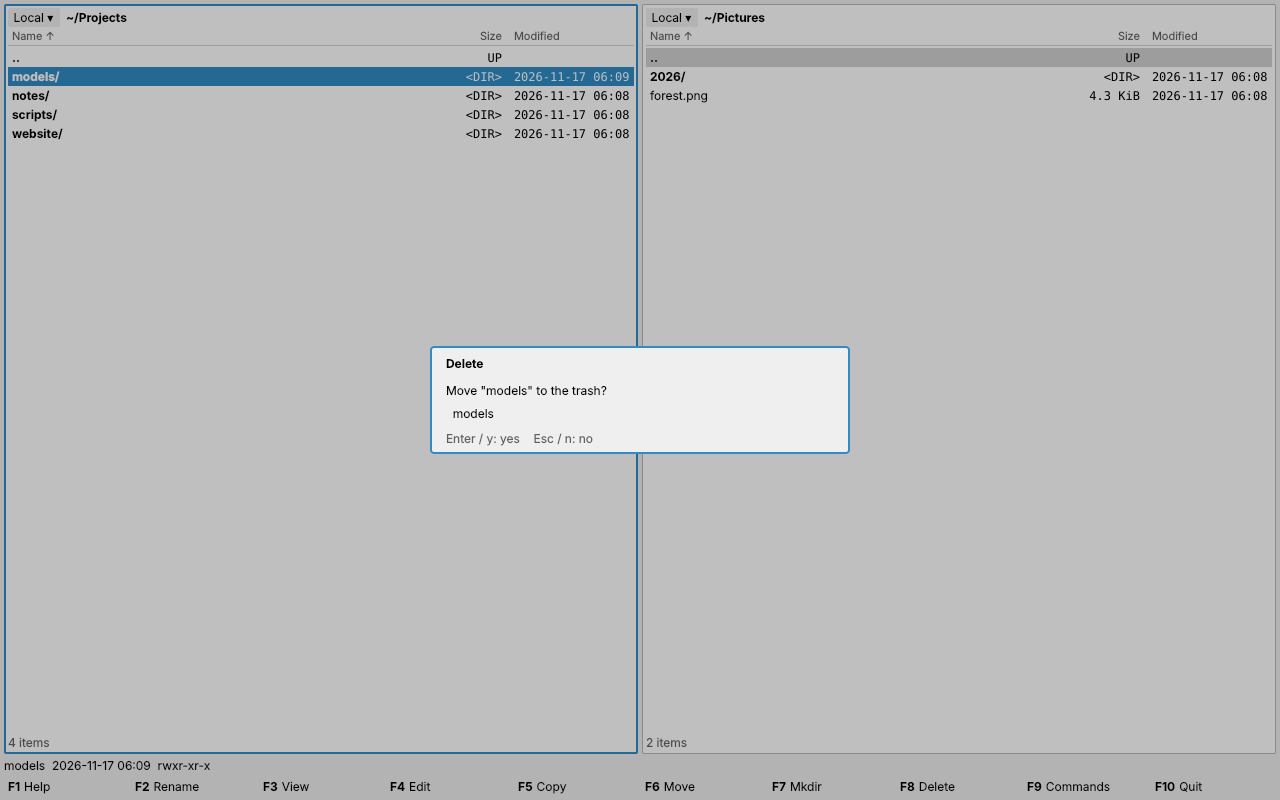 Local ▾ ~/Projects
Name ↑ Size Modified
.. UP
models/ <DIR> 2026-11-17 06:09
notes/ <DIR> 2026-11-17 06:08
scripts/ <DIR> 2026-11-17 06:08
website/ <DIR> 2026-11-17 06:08
4 items
Local ▾ ~/Pictures
Name ↑ Size Modified
.. UP
2026/ <DIR> 2026-11-17 06:08
forest.png 4.3 KiB 2026-11-17 06:08
2 items
Delete
Move "models" to the trash?
models
Enter / y: yes Esc / n: no
models 2026-11-17 06:09 rwxr-xr-x
F1 Help F2 Rename F3 View F4 Edit F5 Copy F6 Move F7 Mkdir F8 Delete F9 Commands F10 Quit